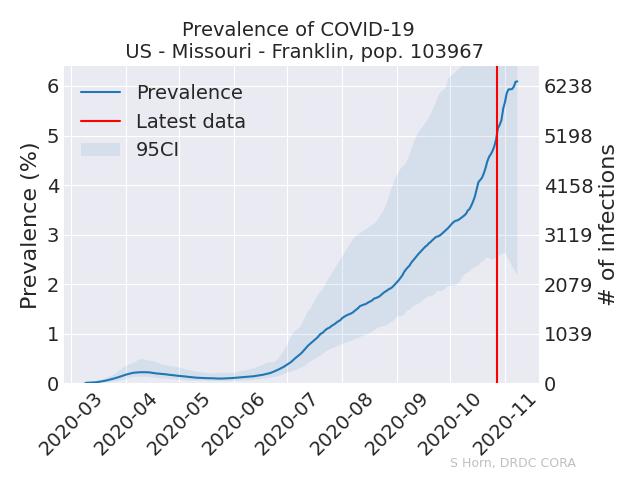 Prevalence of COVID-19
US - Missouri - Franklin, pop. 103967
Prevalence
Latest data
95CI
Prevalence (%)
6
5
4
3
2
1
0
6238
5198
4158
3119
2079
1039
0
# of infections
2020-03
2020-04
2020-05
2020-06
2020-07
2020-08
2020-09
2020-10
2020-11
S Horn, DRDC CORA